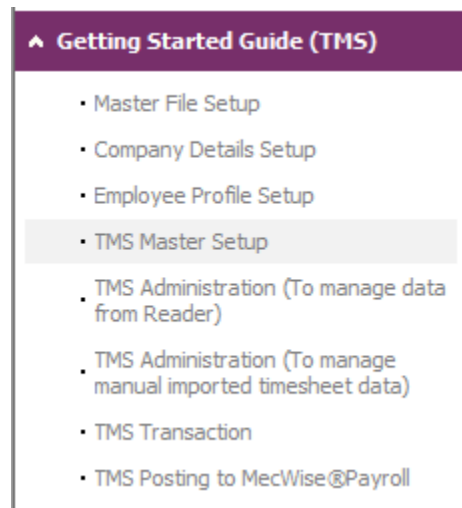 Getting Started Guide (TMS)
Master File Setup
Company Details Setup
Employee Profile Setup
TMS Master Setup
TMS Administration (To manage data
from Reader)
TMS Administration (To manage
manual imported timesheet data)
TMS Transaction
TMS Posting to MecWise®Payroll